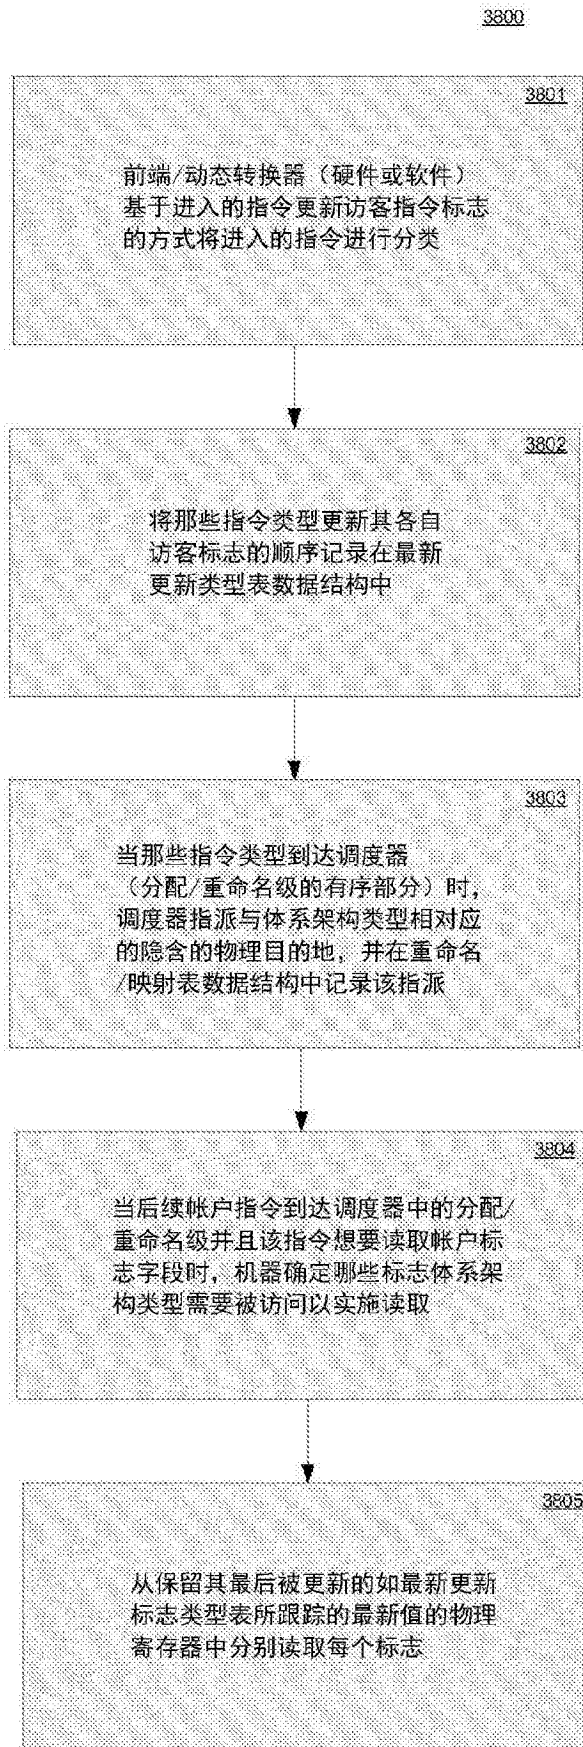 3800
3801
前端/动态转换器（硬件或软件）
基于进入的指令更新访客指令标志
的方式将进入的指令进行分类
3802
将那些指令类型更新其各自
访客标志的顺序记录在最新
更新类型表数据结构中
3803
当那些指令类型到达调度器
（分配/重命名级的有序部分）时，
调度器指派与体系架构类型相对应
的隐含的物理目的地，并在重命名
/映射表数据结构中记录该指派
3804
当后续帐户指令到达调度器中的分配/
重命名级并且该指令想要读取帐户标
志字段时，机器确定哪些标志体系架
构类型需要被访问以实施读取
3805
从保留其最后被更新的如最新更新
标志类型表所跟踪的最新值的物理
寄存器中分别读取每个标志